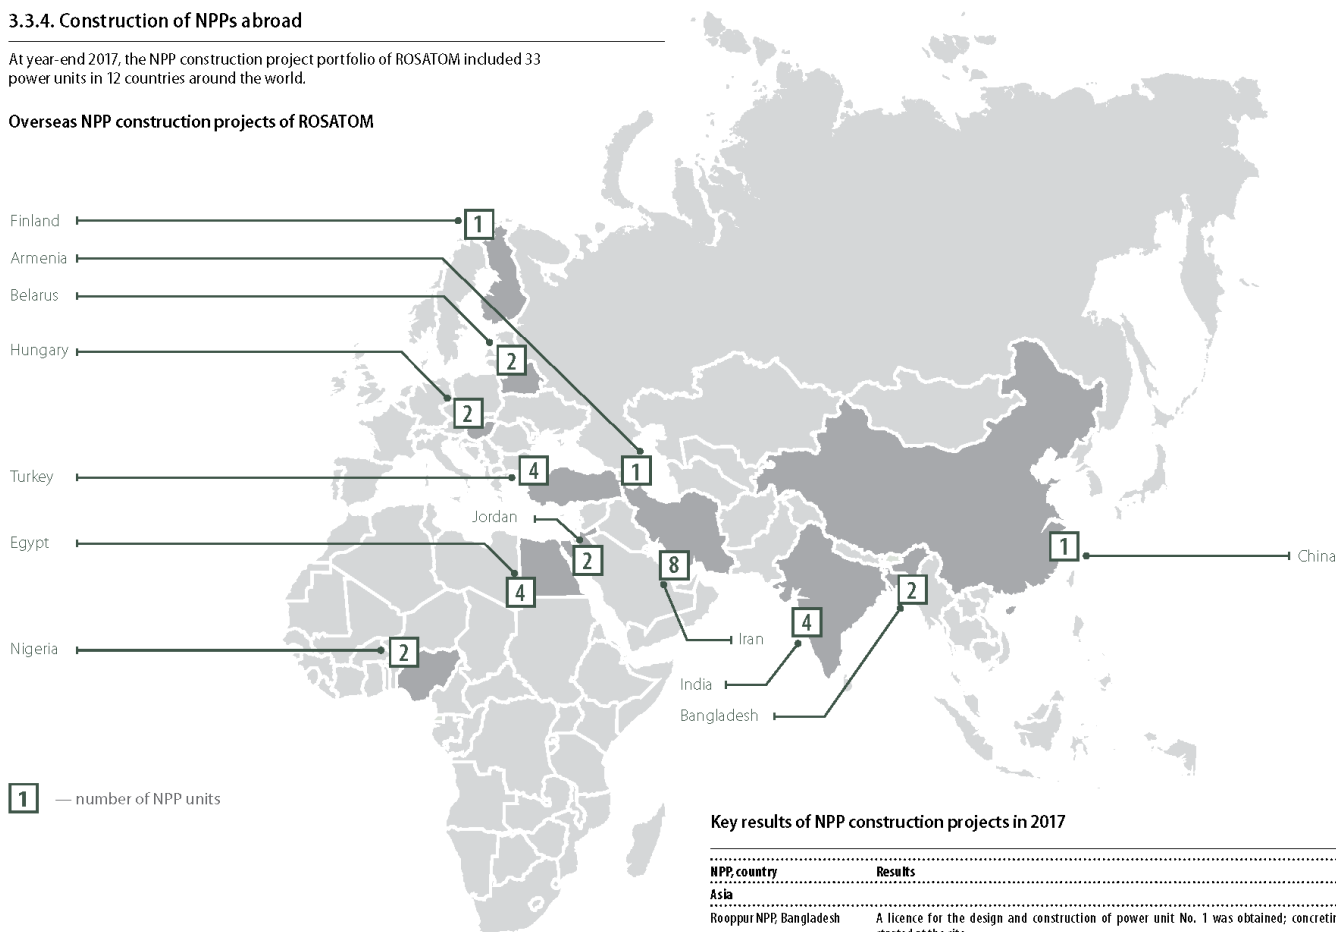 3.3.4. Construction of NPPs abroad
At year-end 2017, the NPP construction project portfolio of ROSATOM included 33
power units in 12 countries around the world.
Overseas NPP construction projects of ROSATOM
Finland
1
Armenia
Belarus
2
Hungary
2
Turkey
4
1
Jordan
2
Egypt
4
8
1
China
2
Nigeria
2
4
Iran
India
Bangladesh
1 — number of NPP units
Key results of NPP construction projects in 2017
NPP, country Results
Asia
Rooppur NPP, Bangladesh A licence for the design and construction of power unit No. 1 was obtained;